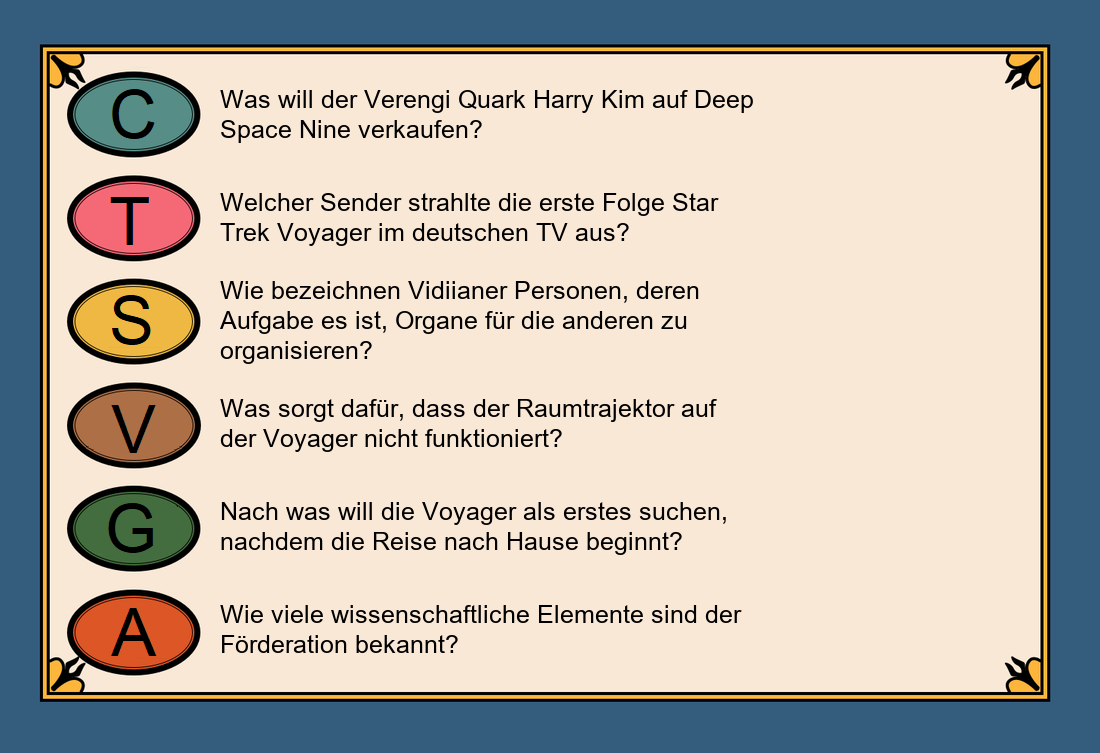 C
Was will der Verengi Quark Harry Kim auf Deep
Space Nine verkaufen?
T
Welcher Sender strahlte die erste Folge Star
Trek Voyager im deutschen TV aus?
S
Wie bezeichnen Vidiianer Personen, deren
Aufgabe es ist, Organe für die anderen zu
organisieren?
V
Was sorgt dafür, dass der Raumtrajektor auf
der Voyager nicht funktioniert?
G
Nach was will die Voyager als erstes suchen,
nachdem die Reise nach Hause beginnt?
A
Wie viele wissenschaftliche Elemente sind der
Förderation bekannt?